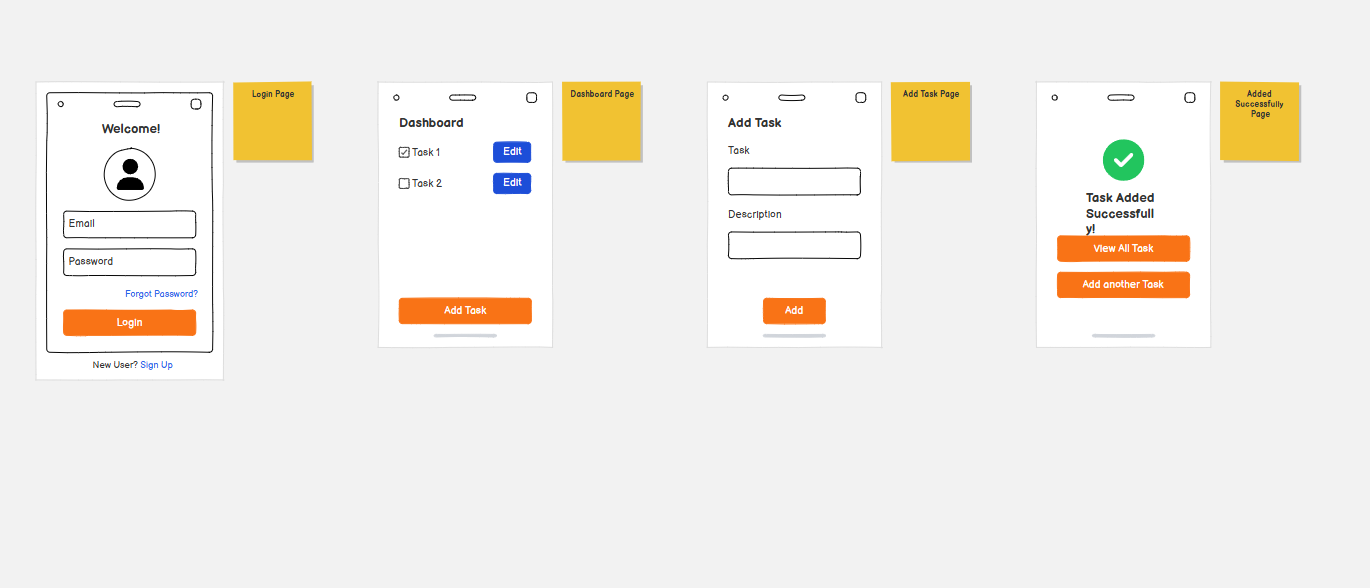 Welcome!
Email
Password
Forgot Password?
Login
New User? Sign Up
Login Page
Dashboard
Task 1
Edit
Task 2
Edit
Add Task
Dashboard Page
Add Task
Task
Description
Add
Add Task Page
Task Added
Successfull
y!
View All Task
Add another Task
Added
Successfully
Page